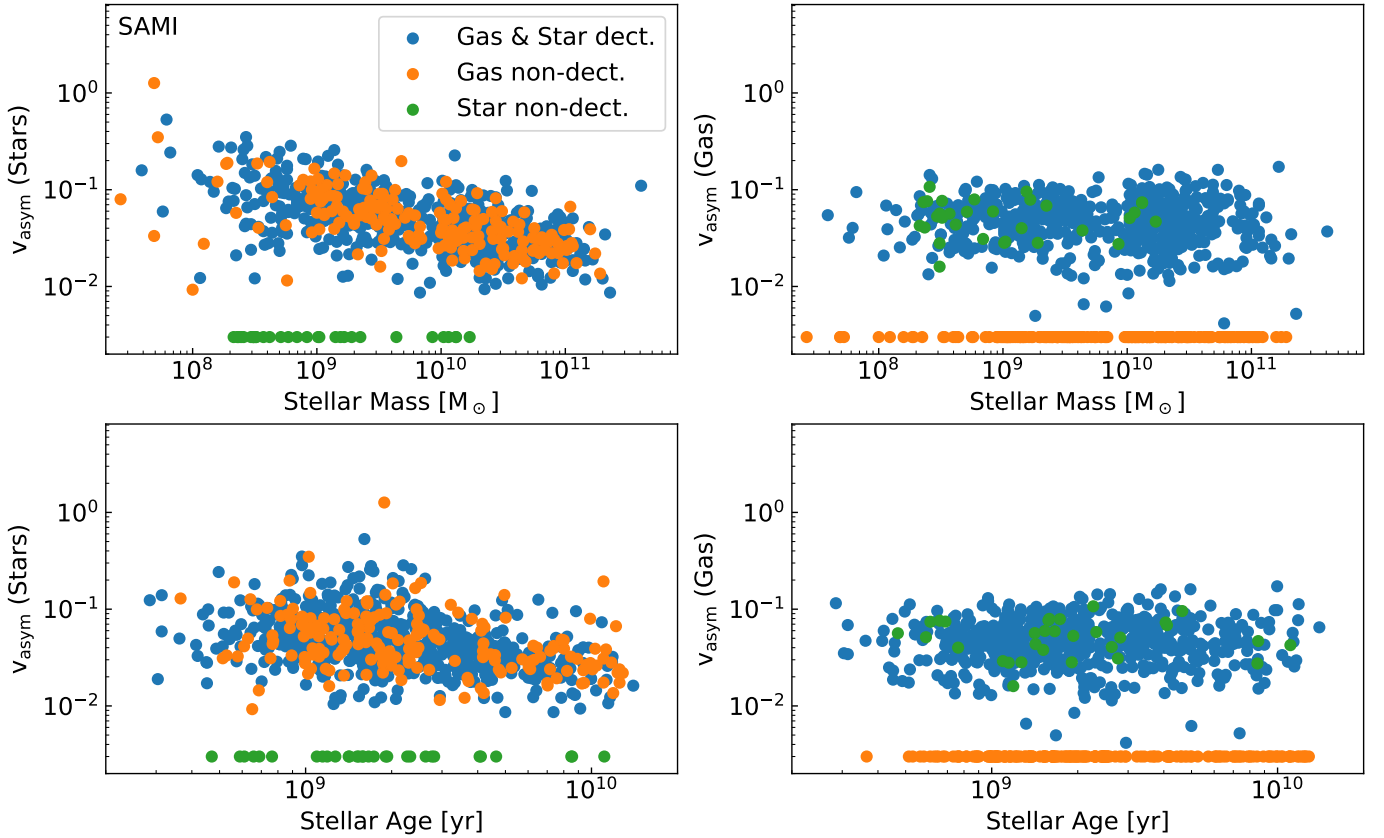 SAMI
Gas & Star dect.
Gas non-dect.
Star non-dect.
10⁰
10⁻¹
10⁻²
v_asym (Stars)
10⁸ 10⁹ 10¹⁰ 10¹¹
Stellar Mass [M_⊙]
10⁰
10⁻¹
10⁻²
v_asym (Gas)
10⁸ 10⁹ 10¹⁰ 10¹¹
Stellar Mass [M_⊙]
10⁰
10⁻¹
10⁻²
v_asym (Stars)
10⁹ 10¹⁰
Stellar Age [yr]
10⁰
10⁻¹
10⁻²
v_asym (Gas)
10⁹ 10¹⁰
Stellar Age [yr]